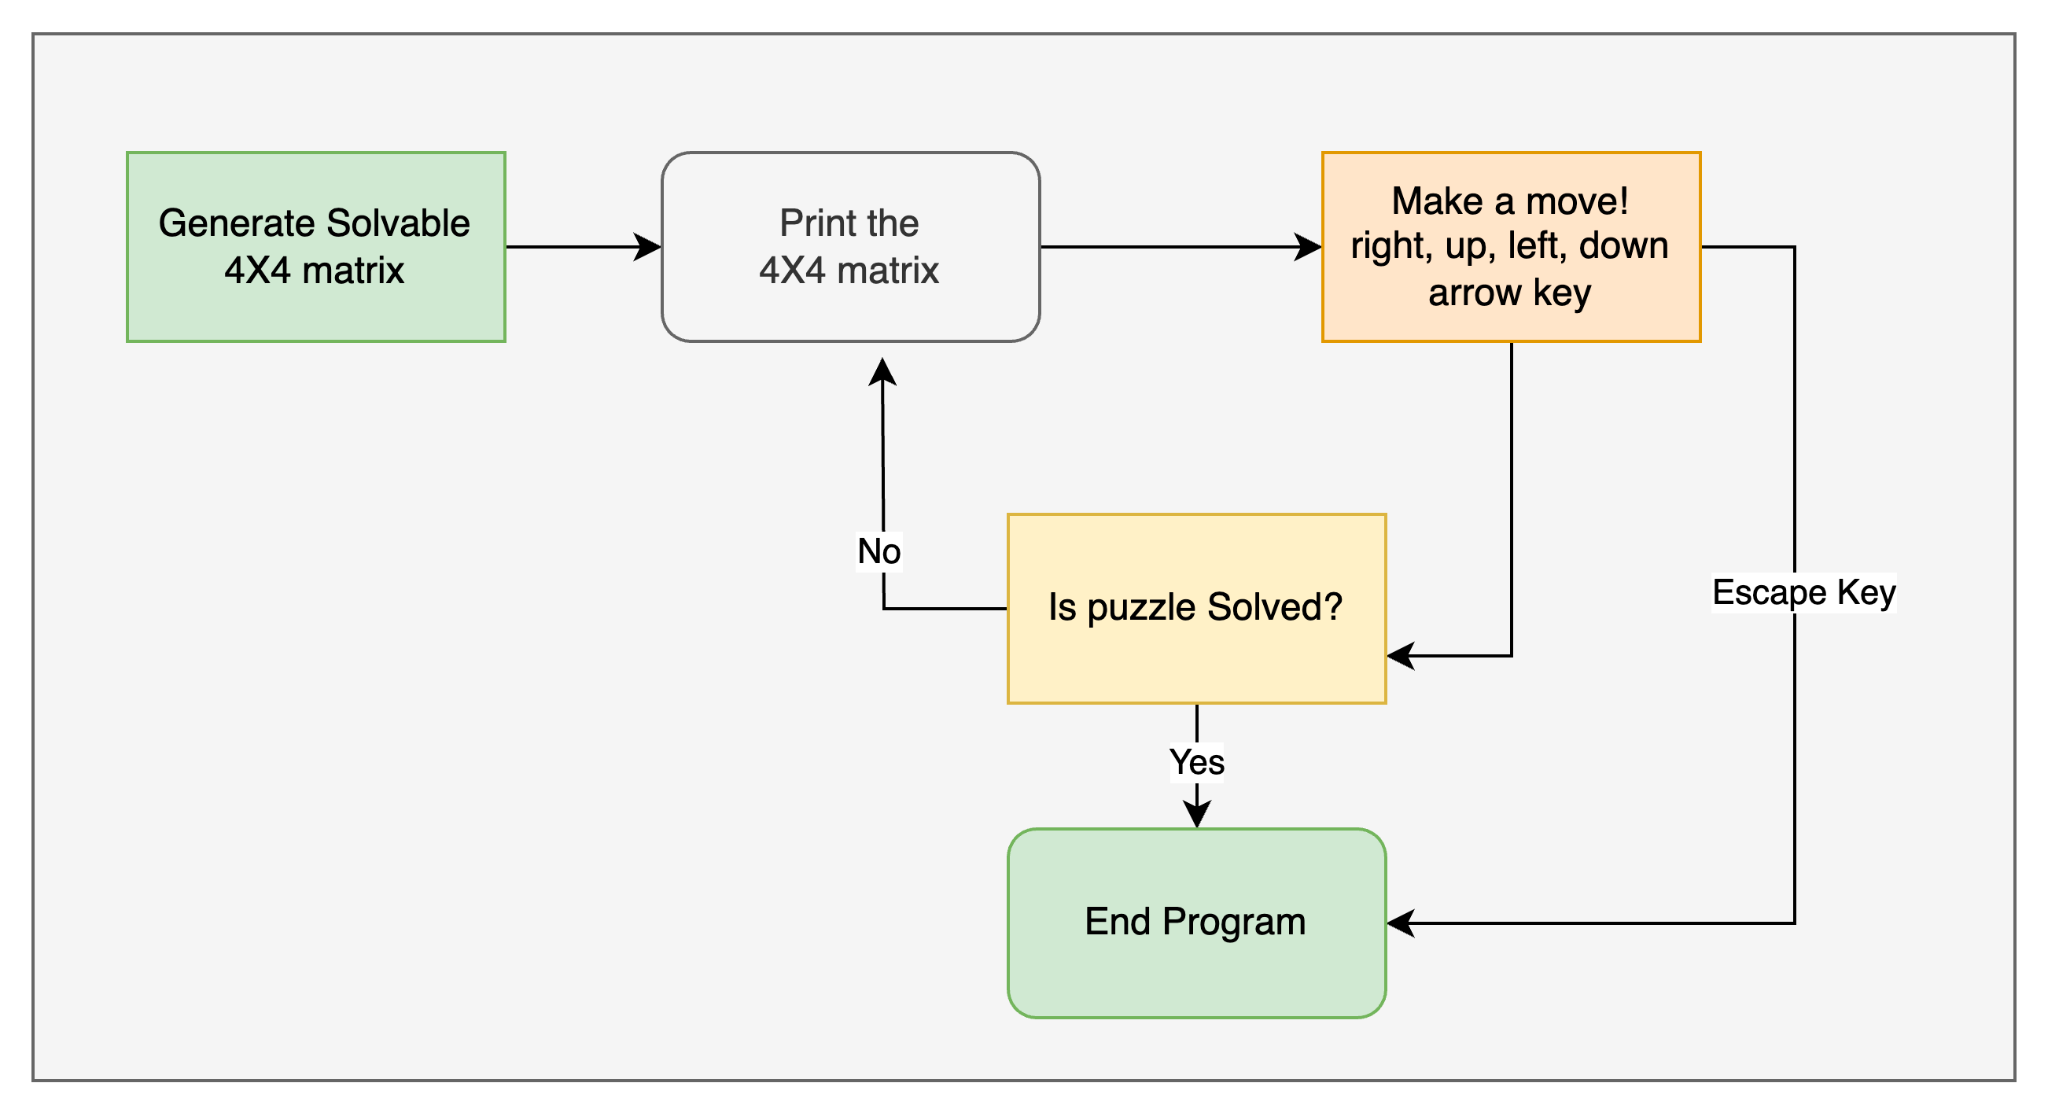 Generate Solvable
4X4 matrix
Print the
4X4 matrix
Make a move!
right, up, left, down
arrow key
No
Is puzzle Solved?
Escape Key
Yes
End Program